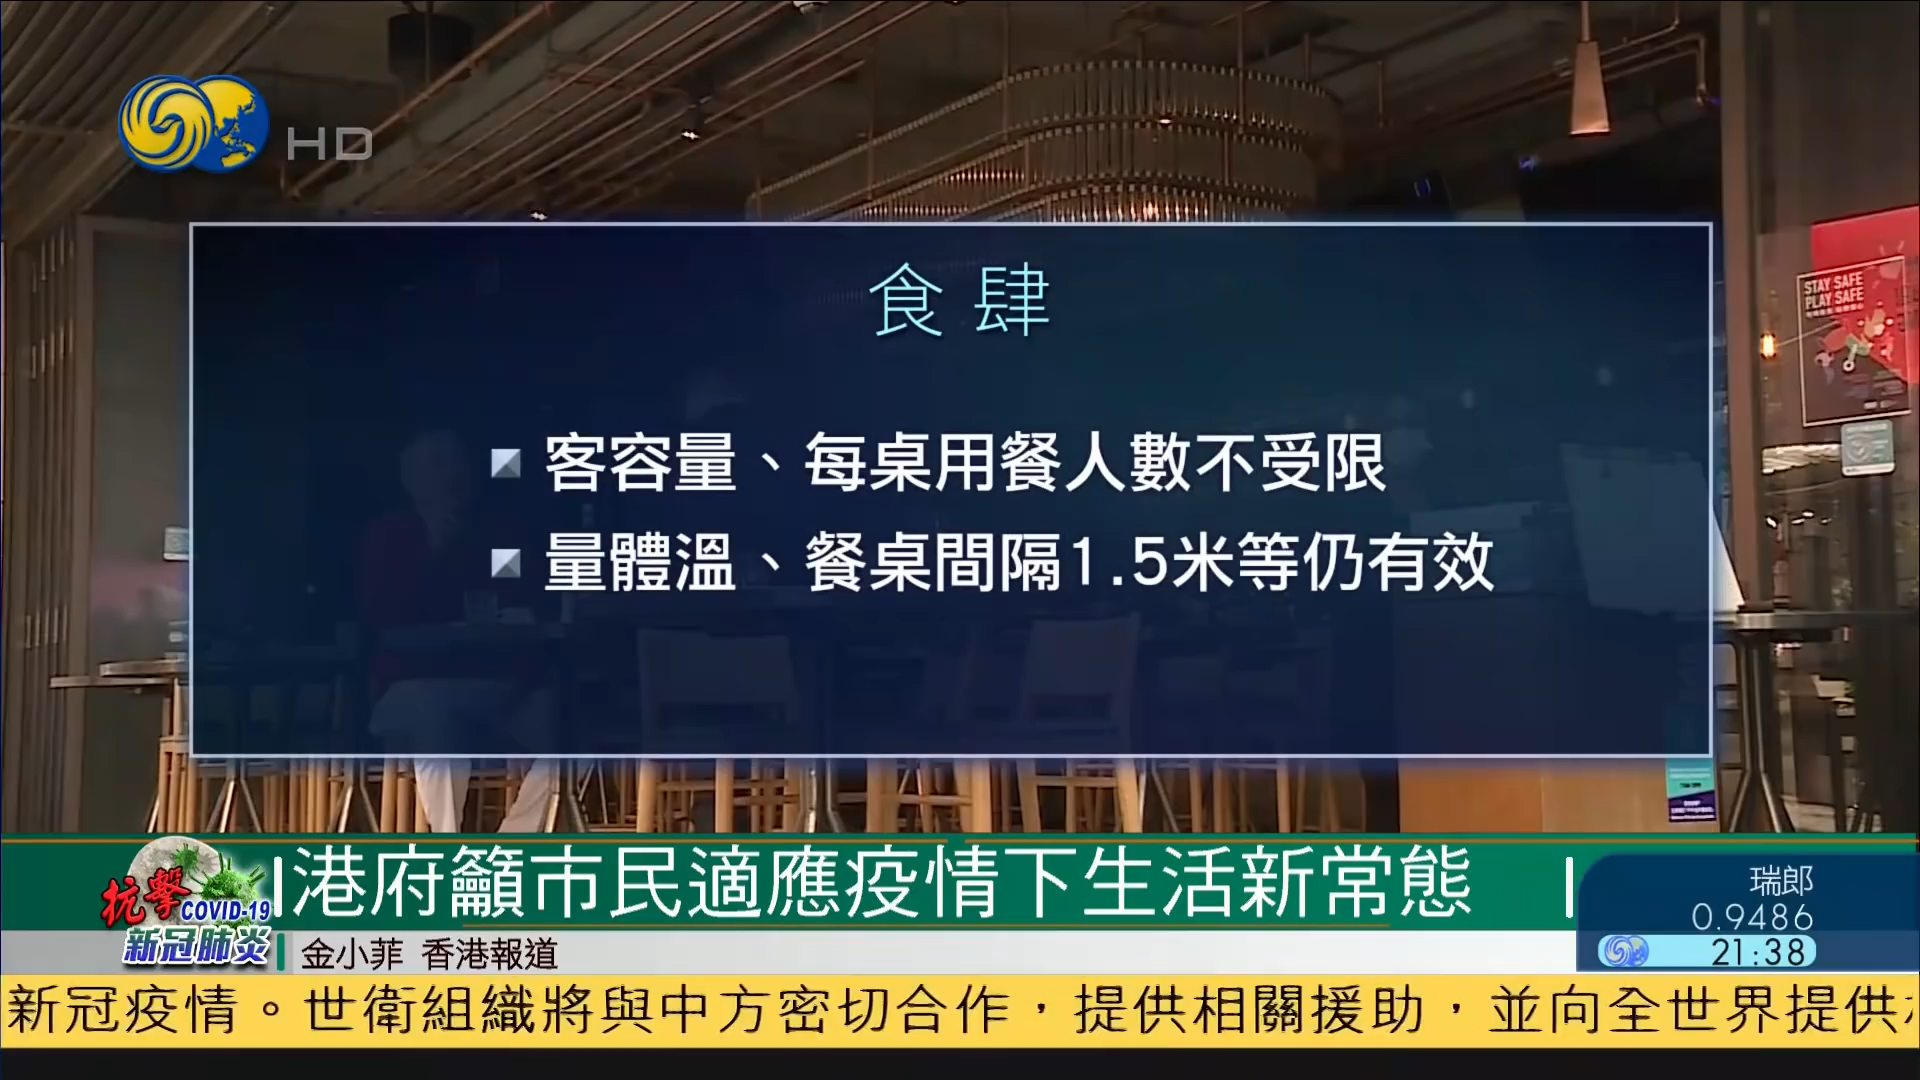 HD
食肆
客容量、每桌用餐人數不受限
量體溫、餐桌間隔1.5米等仍有效
STAY SAFE
PLAY SAFE
港府籲市民適應疫情下生活新常態
抗擊
COVID-19
新冠肺炎
金小菲 香港報道
瑞郎
0.9486
21:38
新冠疫情。世衛組織將與中方密切合作，提供相關援助，並向全世界提供